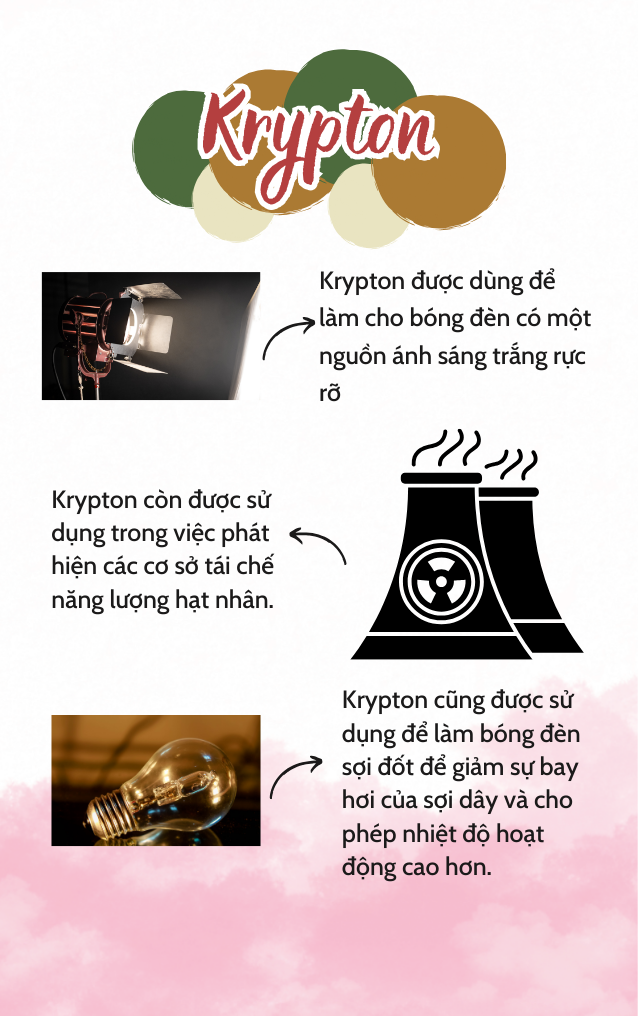 Krypton
Krypton được dùng để
làm cho bóng đèn có một
nguồn ánh sáng trắng rực
rỡ
Krypton còn được sử
dụng trong việc phát
hiện các cơ sở tái chế
năng lượng hạt nhân.
Krypton cũng được sử
dụng để làm bóng đèn
sợi đốt để giảm sự bay
hơi của sợi dây và cho
phép nhiệt độ hoạt
động cao hơn.